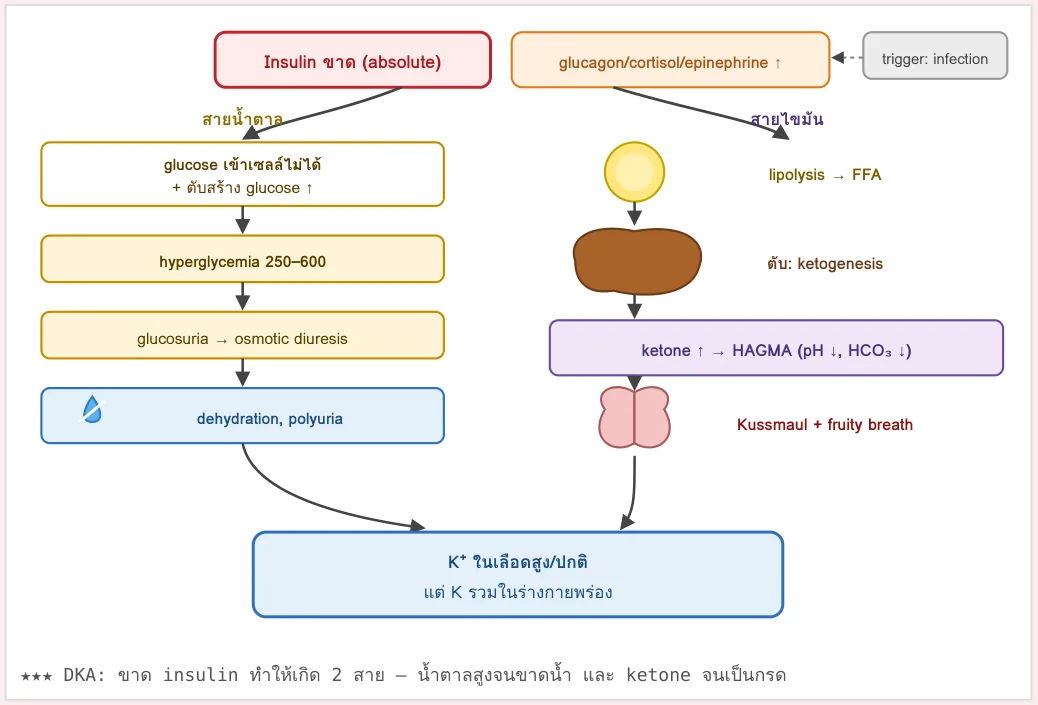 Insulin ขาด (absolute)
glucagon/cortisol/epinephrine ↑
trigger: infection
สายน้ำตาล
สายไขมัน
glucose เข้าเซลล์ไม่ได้
+ ตับสร้าง glucose ↑
lipolysis → FFA
hyperglycemia 250–600
ตับ: ketogenesis
glucosuria → osmotic diuresis
ketone ↑ → HAGMA (pH ↓, HCO₃ ↓)
dehydration, polyuria
Kussmaul + fruity breath
K⁺ ในเลือดสูง/ปกติ
แต่ K รวมในร่างกายพร่อง
★★★ DKA: ขาด insulin ทำให้เกิด 2 สาย — น้ำตาลสูงจนขาดน้ำ และ ketone จนเป็นกรด